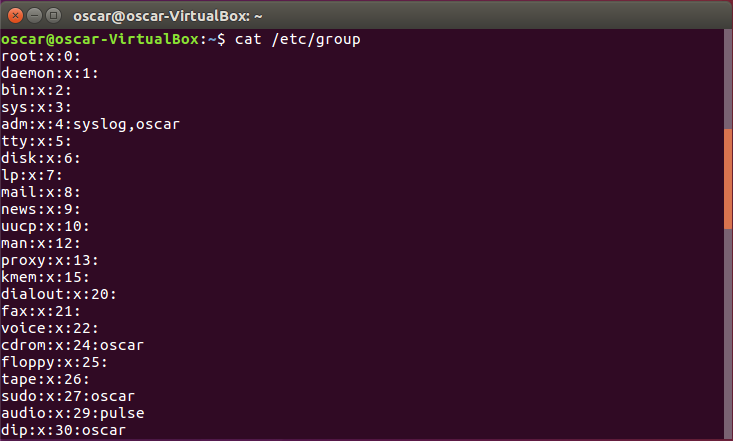 oscar@oscar-VirtualBox: ~
oscar@oscar-VirtualBox:~$ cat /etc/group
root:x:0:
daemon:x:1:
bin:x:2:
sys:x:3:
adm:x:4:syslog,oscar
tty:x:5:
disk:x:6:
lp:x:7:
mail:x:8:
news:x:9:
uucp:x:10:
man:x:12:
proxy:x:13:
kmem:x:15:
dialout:x:20:
fax:x:21:
voice:x:22:
cdrom:x:24:oscar
floppy:x:25:
tape:x:26:
sudo:x:27:oscar
audio:x:29:pulse
dip:x:30:oscar